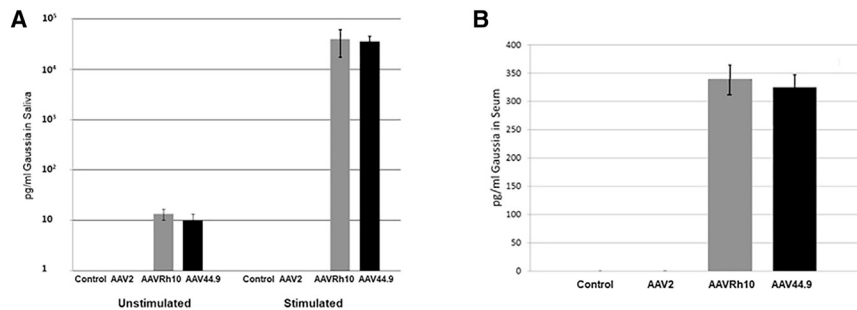 A
pg/ml Gaussia in Saliva
10⁵
10⁴
10³
10²
10
1
Control AAV2 AAVRh10 AAV44.9 Control AAV2 AAVRh10 AAV44.9
Unstimulated Stimulated
B
pg/ml Gaussia in Seum
400
350
300
250
200
150
100
50
0
Control AAV2 AAVRh10 AAV44.9